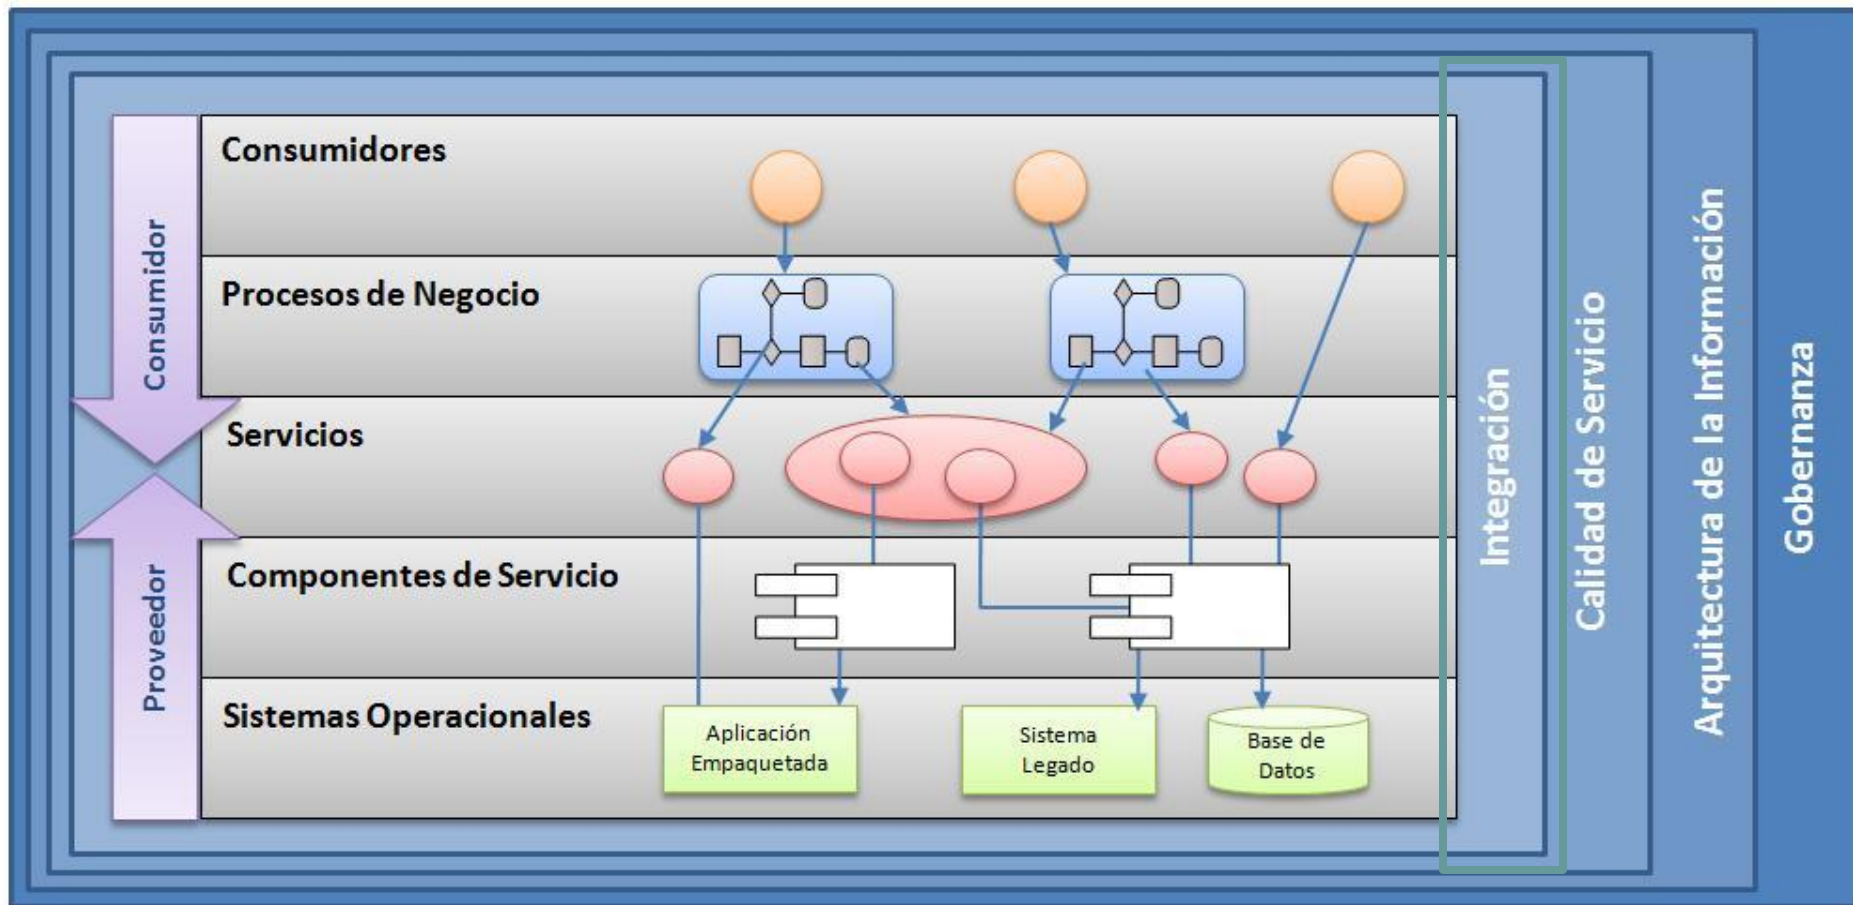 Consumidores
Procesos de Negocio
Servicios
Componentes de Servicio
Sistemas Operacionales
Consumidor
Proveedor
Aplicación
Empaquetada
Sistema
Legado
Base de
Datos
Integración
Calidad de Servicio
Arquitectura de la Información
Gobernanza